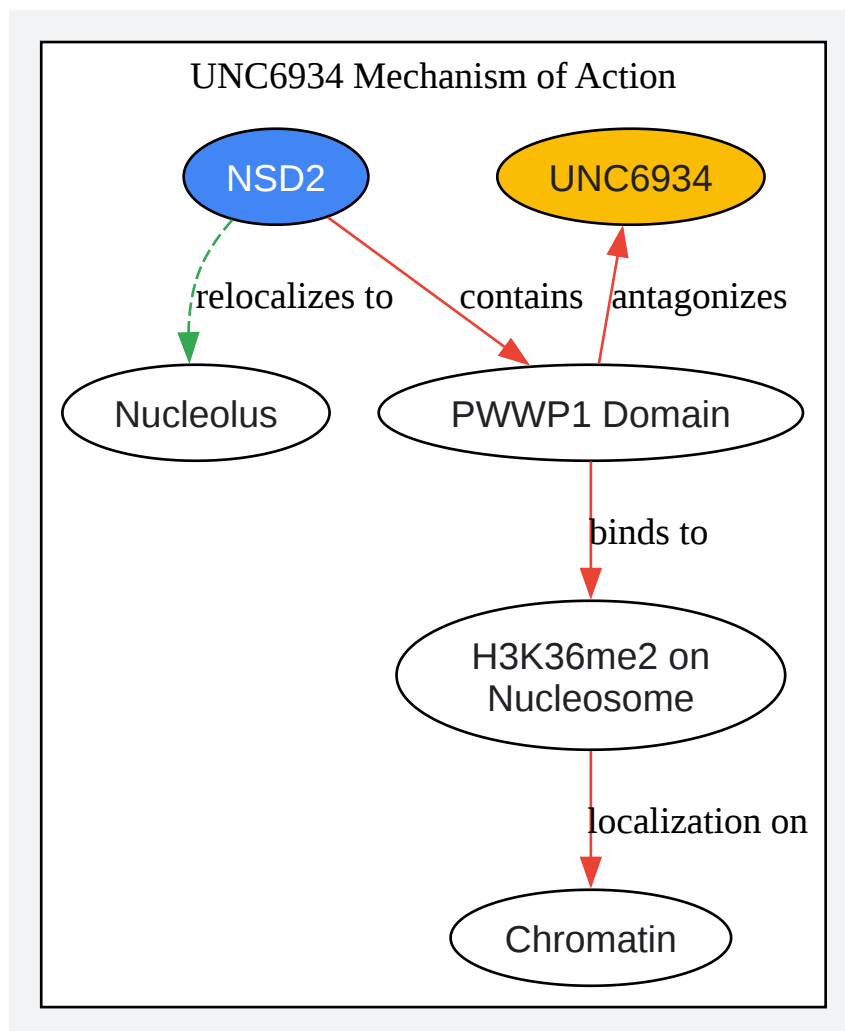 UNC6934 Mechanism of Action
NSD2
UNC6934
relocalizes to
contains
antagonizes
Nucleolus
PWWP1 Domain
binds to
H3K36me2 on
Nucleosome
localization on
Chromatin